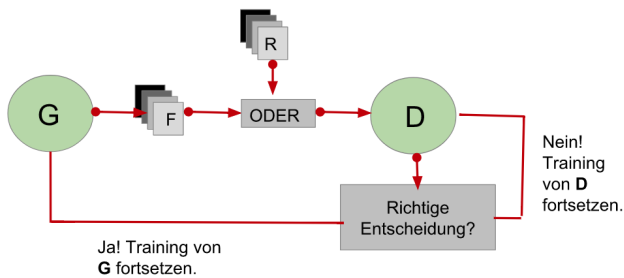 R
G
F
ODER
D
Nein!
Training
von D
fortsetzen.
Richtige
Entscheidung?
Ja! Training von
G fortsetzen.